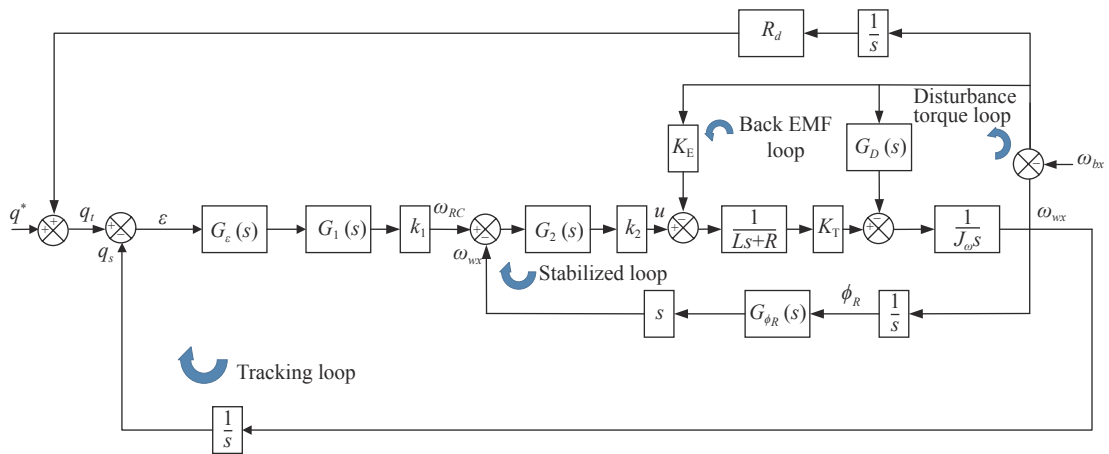 R_d
1/s
Disturbance
torque loop
Back EMF
loop
K_E
G_D(s)
ω_bx
q*
+
+
q_t
+
−
q_s
ε
G_ε(s)
G_1(s)
k_1
ω_RC
+
−
ω_wx
G_2(s)
k_2
u
+
−
1/(Ls+R)
K_T
+
−
1/(J_ω s)
ω_wx
−
Stabilized loop
s
G_ϕ_R(s)
ϕ_R
1/s
Tracking loop
1/s